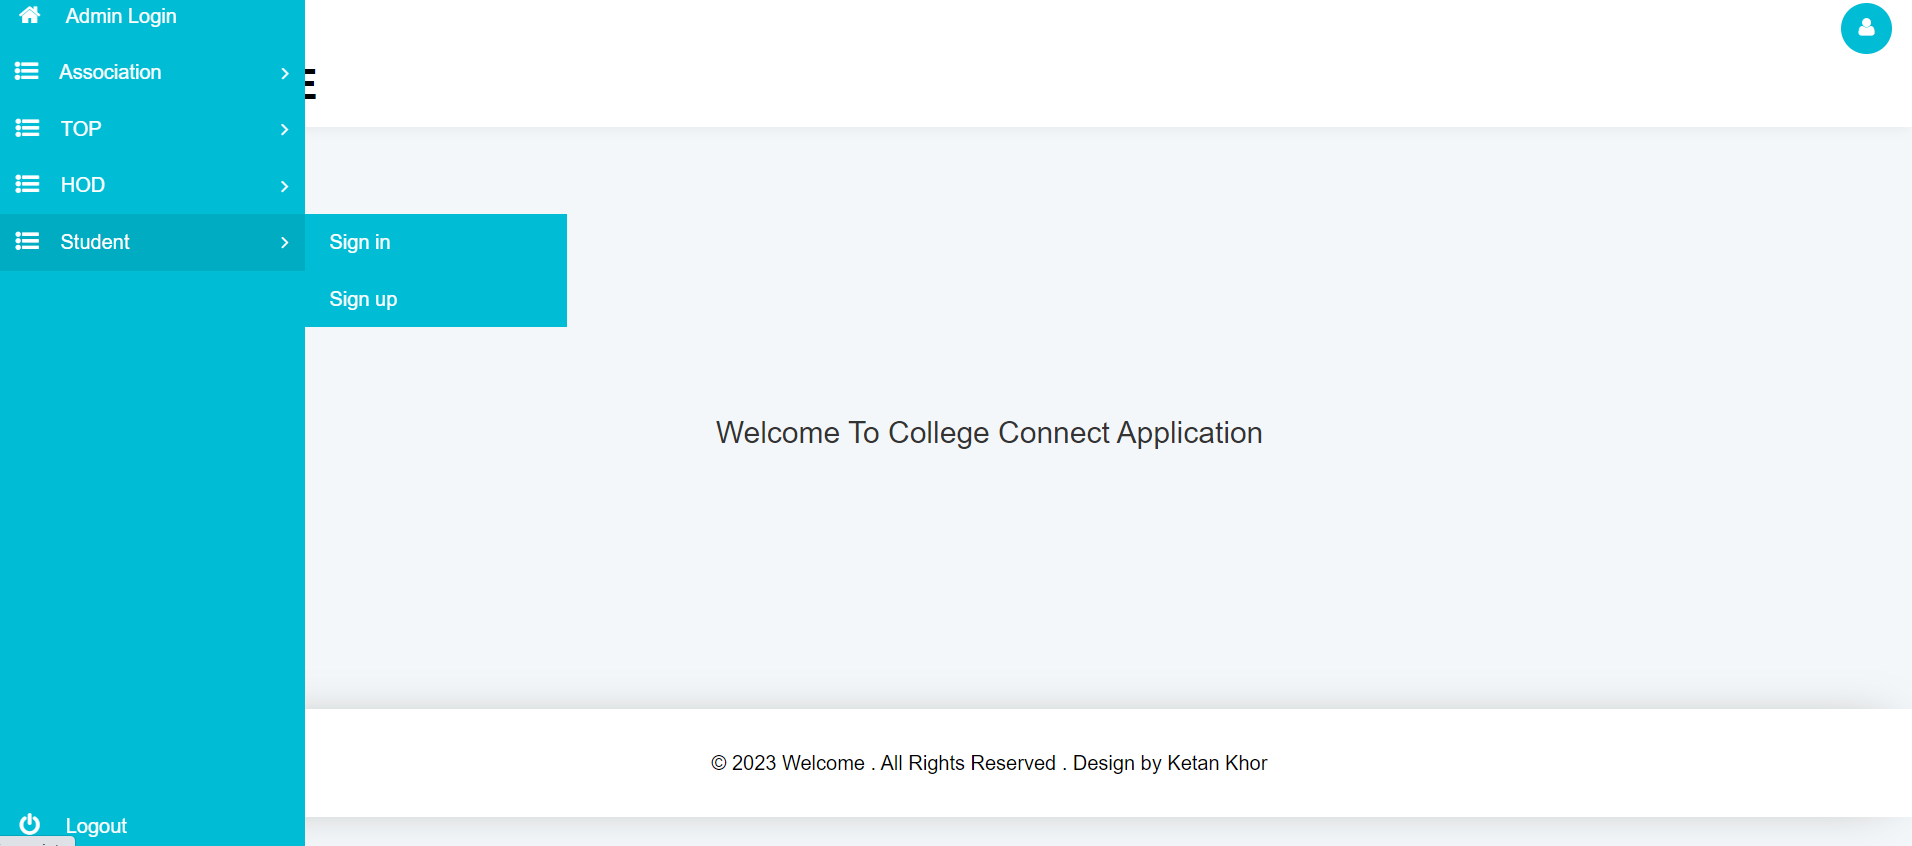 Admin Login
Association
E
TOP
HOD
Student
Sign in
Sign up
Welcome To College Connect Application
© 2023 Welcome . All Rights Reserved . Design by Ketan Khor
Logout